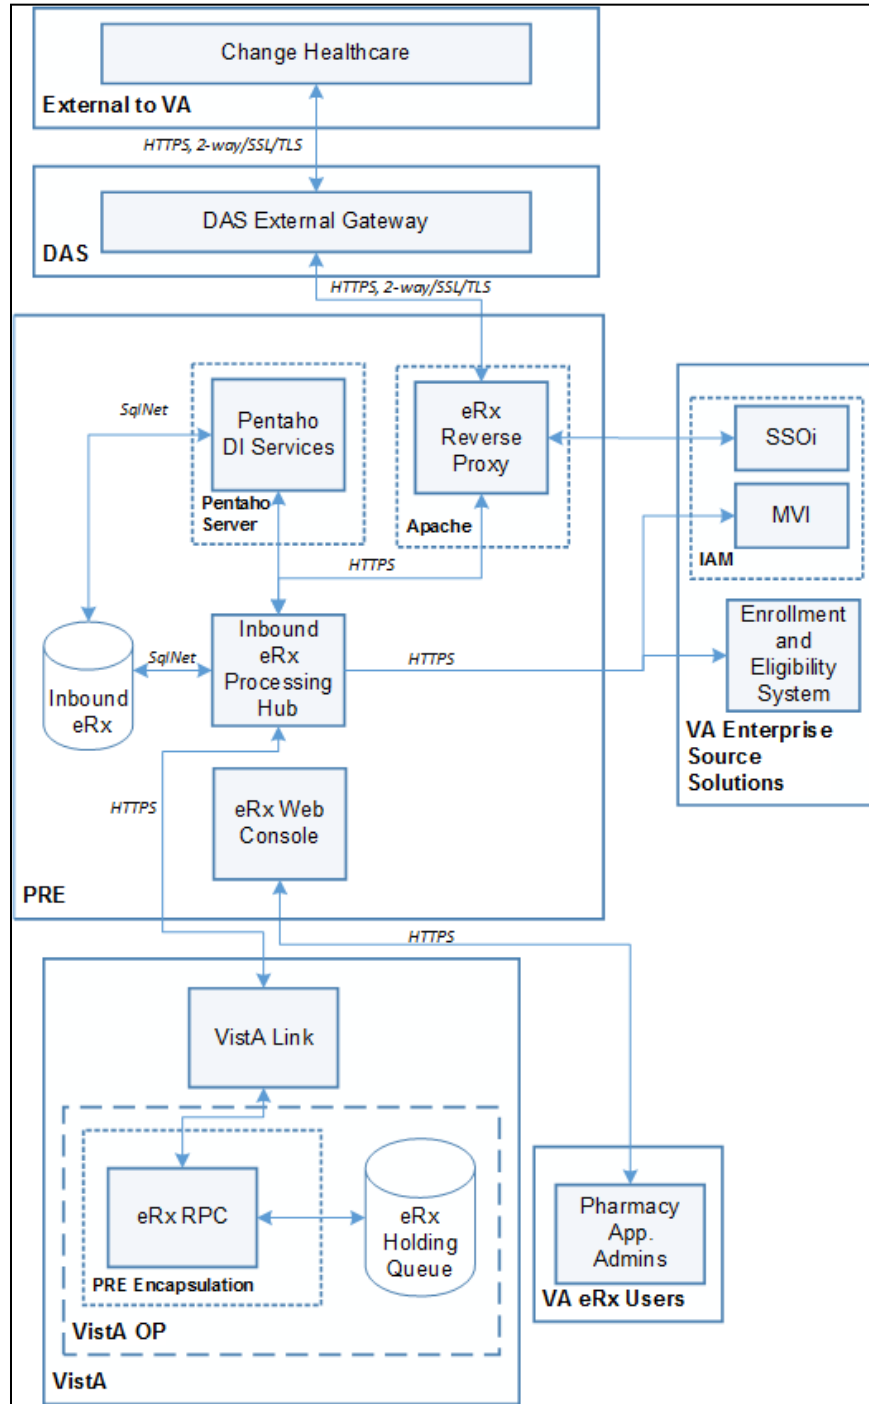 Change Healthcare
External to VA
HTTPS, 2-way/SSL/TLS
DAS External Gateway
DAS
HTTPS, 2-way/SSL/TLS
SqlNet
Pentaho
DI Services
Pentaho
Server
eRx
Reverse
Proxy
Apache
SSOi
MVI
IAM
HTTPS
Inbound
eRx
Processing
Hub
SqlNet
Inbound
eRx
HTTPS
Enrollment
and
Eligibility
System
VA Enterprise
Source
Solutions
HTTPS
eRx Web
Console
PRE
HTTPS
VistA Link
eRx RPC
PRE Encapsulation
eRx
Holding
Queue
VistA OP
VistA
Pharmacy
App.
Admins
VA eRx Users